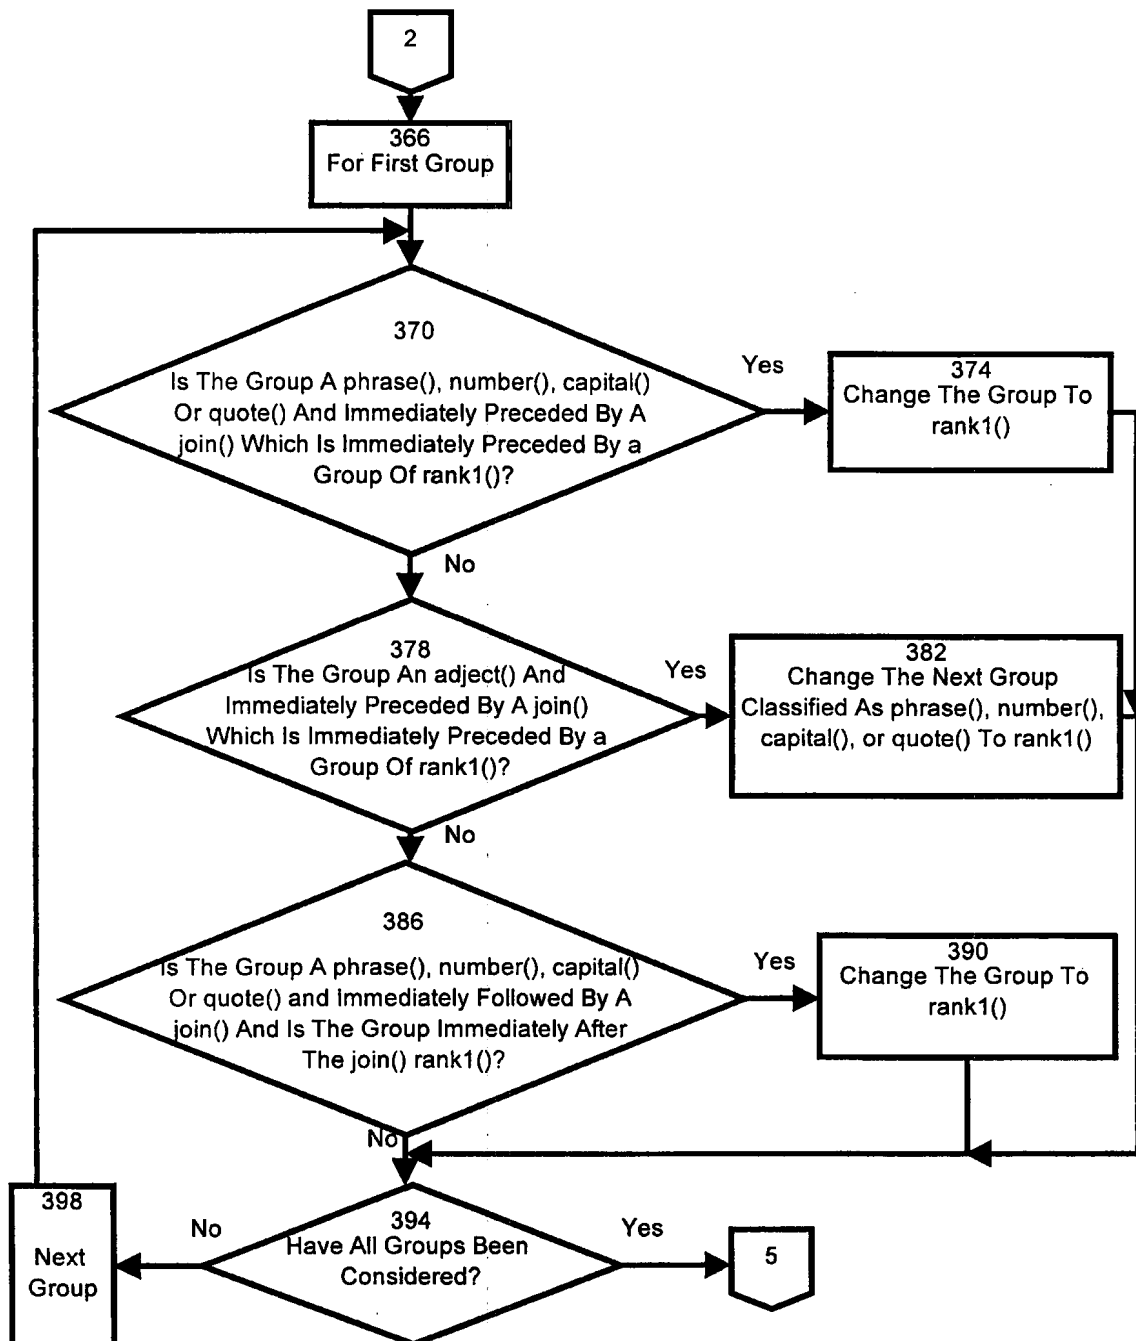 2
366
For First Group
370
Is The Group A phrase(), number(), capital()
Or quote() And Immediately Preceded By A
join() Which Is Immediately Preceded By a
Group Of rank1()?
Yes
374
Change The Group To
rank1()
No
378
Is The Group An adject() And
Immediately Preceded By A join()
Which Is Immediately Preceded By a
Group Of rank1()?
Yes
382
Change The Next Group
Classified As phrase(), number(),
capital(), or quote() To rank1()
No
386
Is The Group A phrase(), number(), capital()
Or quote() and Immediately Followed By A
join() And Is The Group Immediately After
The join() rank1()?
Yes
390
Change The Group To
rank1()
No
394
Have All Groups Been
Considered?
No
398
Next
Group
Yes
5